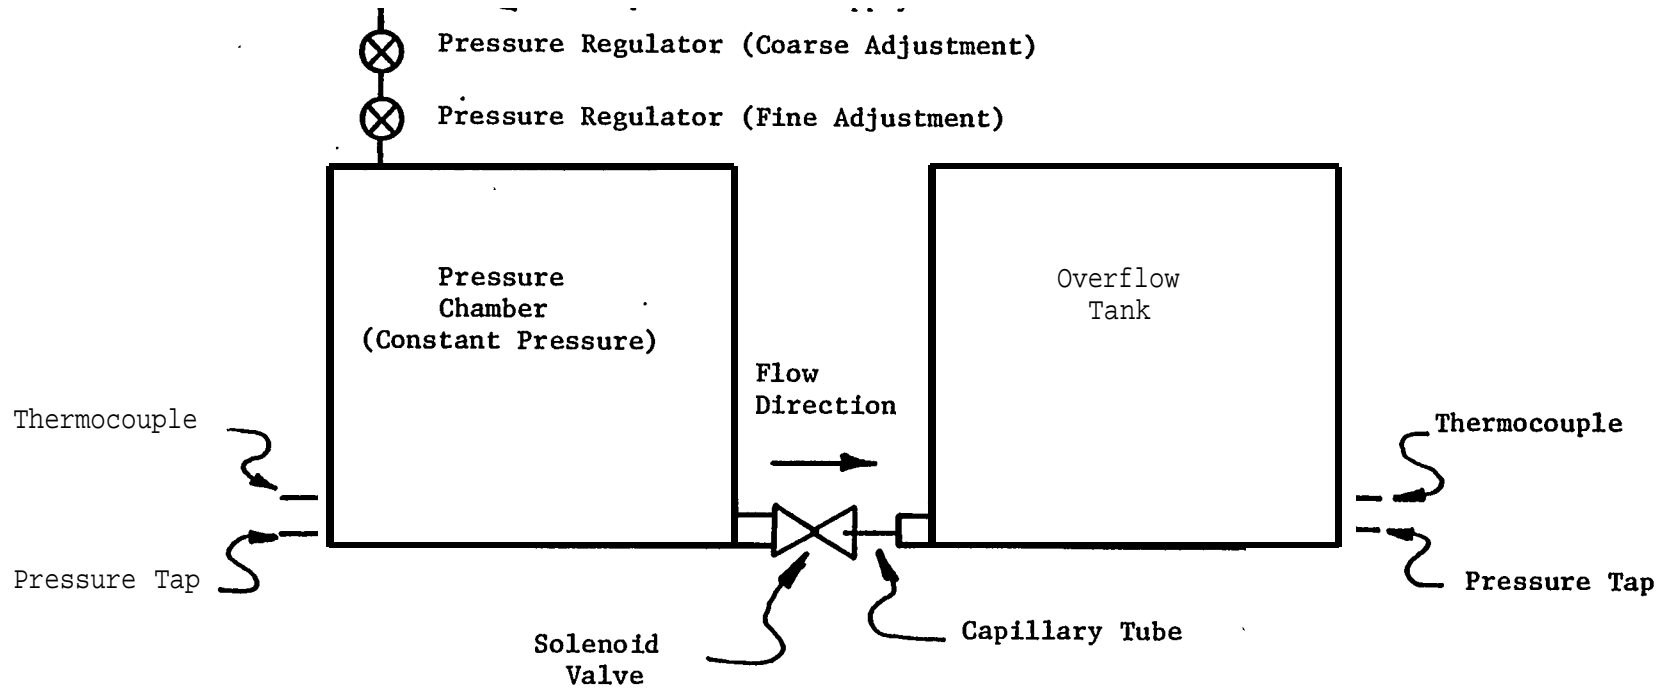 Pressure Regulator (Coarse Adjustment)
Pressure Regulator (Fine Adjustment)
Pressure
Chamber
(Constant Pressure)
Overflow
Tank
Flow
Direction
Thermocouple
Thermocouple
Pressure Tap
Pressure Tap
Solenoid
Valve
Capillary Tube